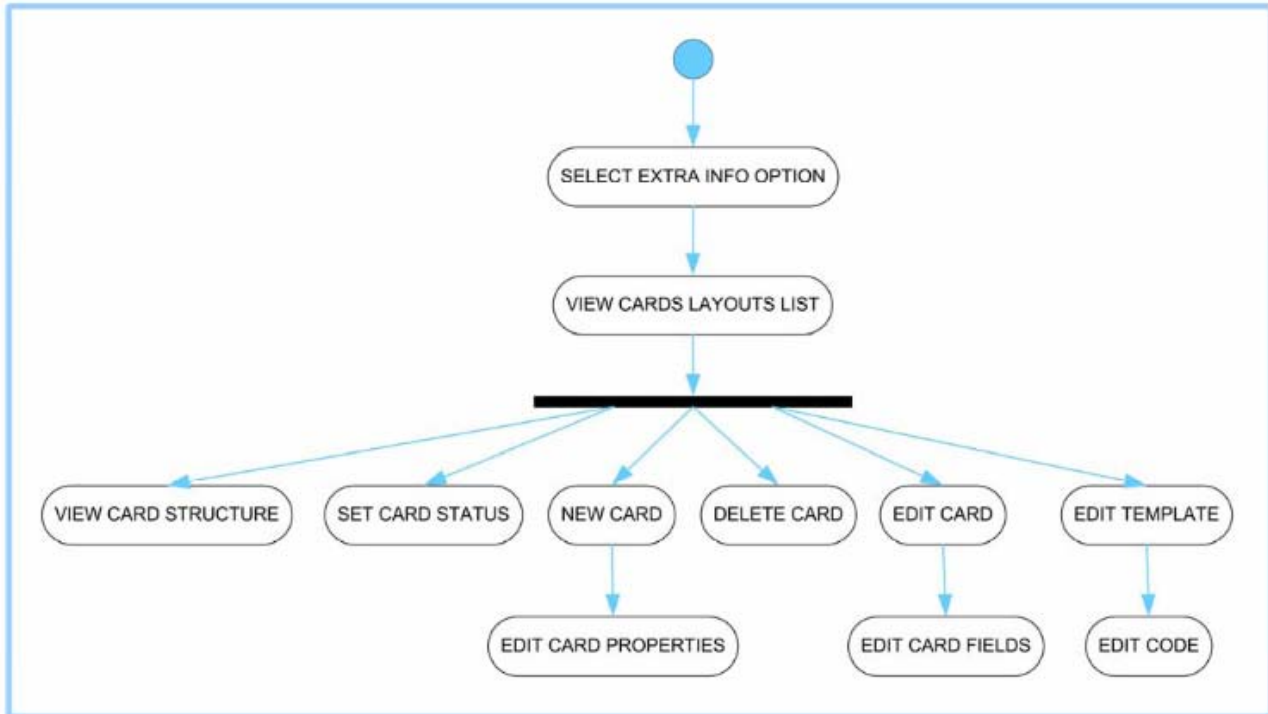 SELECT EXTRA INFO OPTION
VIEW CARDS LAYOUTS LIST
VIEW CARD STRUCTURE
SET CARD STATUS
NEW CARD
DELETE CARD
EDIT CARD
EDIT TEMPLATE
EDIT CARD PROPERTIES
EDIT CARD FIELDS
EDIT CODE